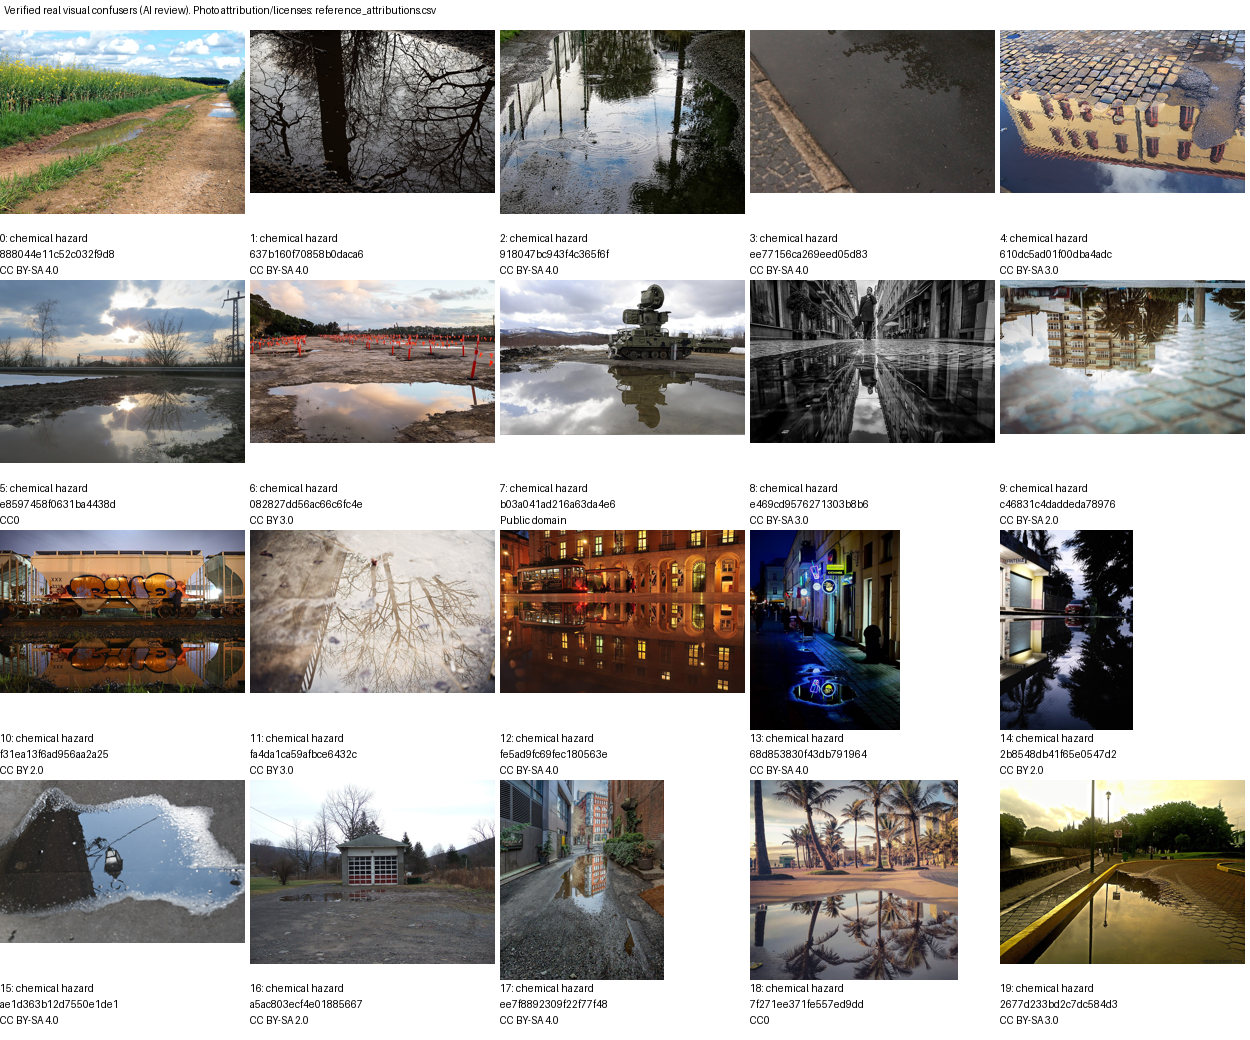 Verified real visual confusers (AI review). Photo attribution/licenses: reference_attributions.csv
0: chemical hazard
888044e11c52c032f9d8
CC BY-SA 4.0
1: chemical hazard
637b160f70858b0daca6
CC BY-SA 4.0
2: chemical hazard
918047bc943f4c365f6f
CC BY-SA 4.0
3: chemical hazard
ee77156ca269eed05d83
CC BY-SA 4.0
4: chemical hazard
610dc5ad01f00dba4adc
CC BY-SA 3.0
5: chemical hazard
e8597458f0631ba4438d
CC0
6: chemical hazard
082827dd56ac66c6fc4e
CC BY 3.0
7: chemical hazard
b03a041ad216a63da4e6
Public domain
8: chemical hazard
e469cd9576271303b8b6
CC BY-SA 3.0
9: chemical hazard
c46831c4daddeda78976
CC BY-SA 2.0
10: chemical hazard
f31ea13f6ad956aa2a25
CC BY 2.0
11: chemical hazard
fa4da1ca59afbce6432c
CC BY 3.0
12: chemical hazard
fe5ad9fc69fec180563e
CC BY-SA 4.0
13: chemical hazard
68d853830f43db791964
CC BY-SA 4.0
14: chemical hazard
2b8548db41f65e0547d2
CC BY 2.0
15: chemical hazard
ae1d363b12d7550e1de1
CC BY-SA 4.0
16: chemical hazard
a5ac803ecf4e01885667
CC BY-SA 2.0
17: chemical hazard
ee7f8892309f22f77f48
CC BY-SA 4.0
18: chemical hazard
7f271ee371fe557ed9dd
CC0
19: chemical hazard
2677d233bd2c7dc584d3
CC BY-SA 3.0